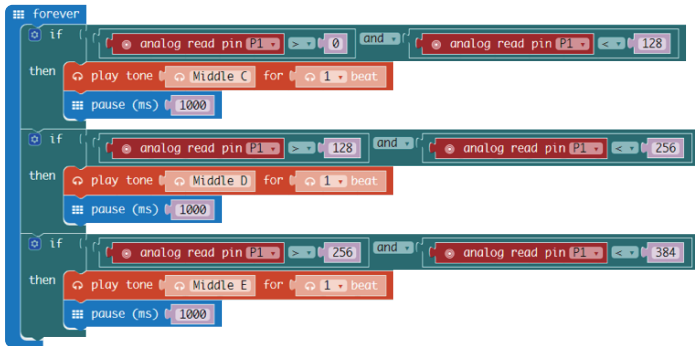 forever
if analog read pin P1 > 0 and analog read pin P1 < 128
then play tone Middle C for 1 beat
pause (ms) 1000
if analog read pin P1 > 128 and analog read pin P1 < 256
then play tone Middle D for 1 beat
pause (ms) 1000
if analog read pin P1 > 256 and analog read pin P1 < 384
then play tone Middle E for 1 beat
pause (ms) 1000